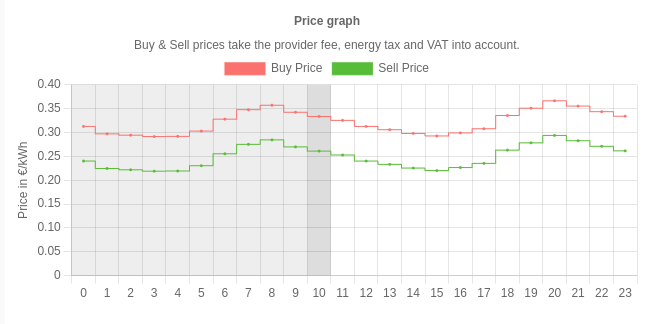 Price graph
Buy & Sell prices take the provider fee, energy tax and VAT into account.
Buy Price Sell Price
Price in €/kWh
0.40
0.35
0.30
0.25
0.20
0.15
0.10
0.05
0
0 1 2 3 4 5 6 7 8 9 10 11 12 13 14 15 16 17 18 19 20 21 22 23